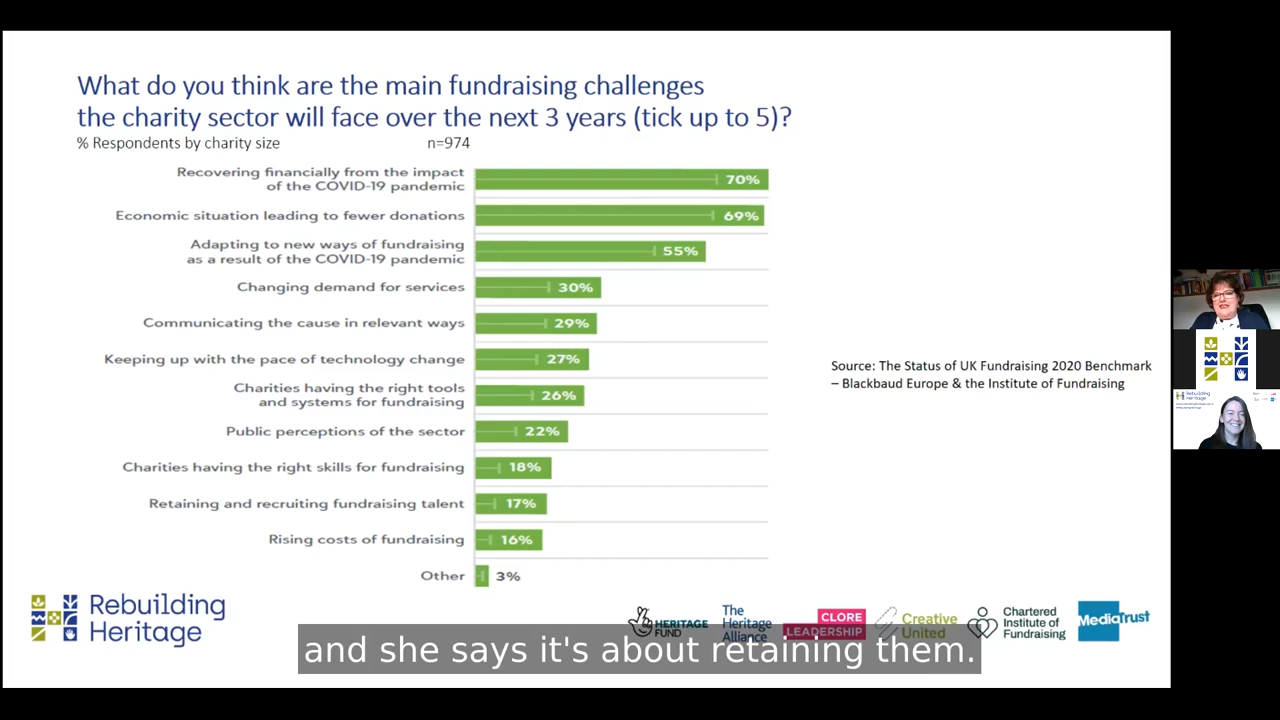 What do you think are the main fundraising challenges
the charity sector will face over the next 3 years (tick up to 5)?
% Respondents by charity size n=974
Recovering financially from the impact
of the COVID-19 pandemic
70%
Economic situation leading to fewer donations
69%
Adapting to new ways of fundraising
as a result of the COVID-19 pandemic
55%
Changing demand for services
30%
Communicating the cause in relevant ways
29%
Keeping up with the pace of technology change
27%
Charities having the right tools
and systems for fundraising
26%
Public perceptions of the sector
22%
Charities having the right skills for fundraising
18%
Retaining and recruiting fundraising talent
17%
Rising costs of fundraising
16%
Other
3%
Source: The Status of UK Fundraising 2020 Benchmark
– Blackbaud Europe & the Institute of Fundraising
Rebuilding
Heritage
HERITAGE
FUND
The
Heritage
Alliance
CLORE
LEADERSHIP
Creative
United
Chartered
Institute of
Fundraising
MediaTrust
and she says it's about retaining them.
Rebuilding
Heritage